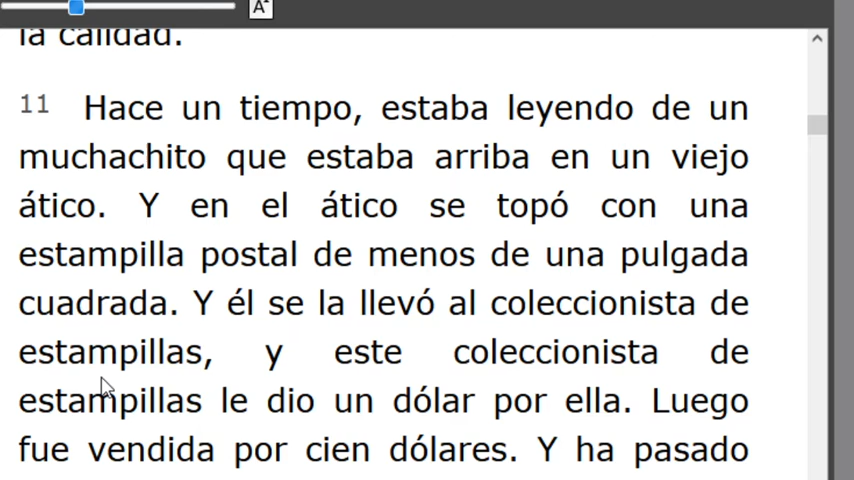 A
la calidad.
11 Hace un tiempo, estaba leyendo de un
muchachito que estaba arriba en un viejo
ático. Y en el ático se topó con una
estampilla postal de menos de una pulgada
cuadrada. Y él se la llevó al coleccionista de
estampillas, y este coleccionista de
estampillas le dio un dólar por ella. Luego
fue vendida por cien dólares. Y ha pasado